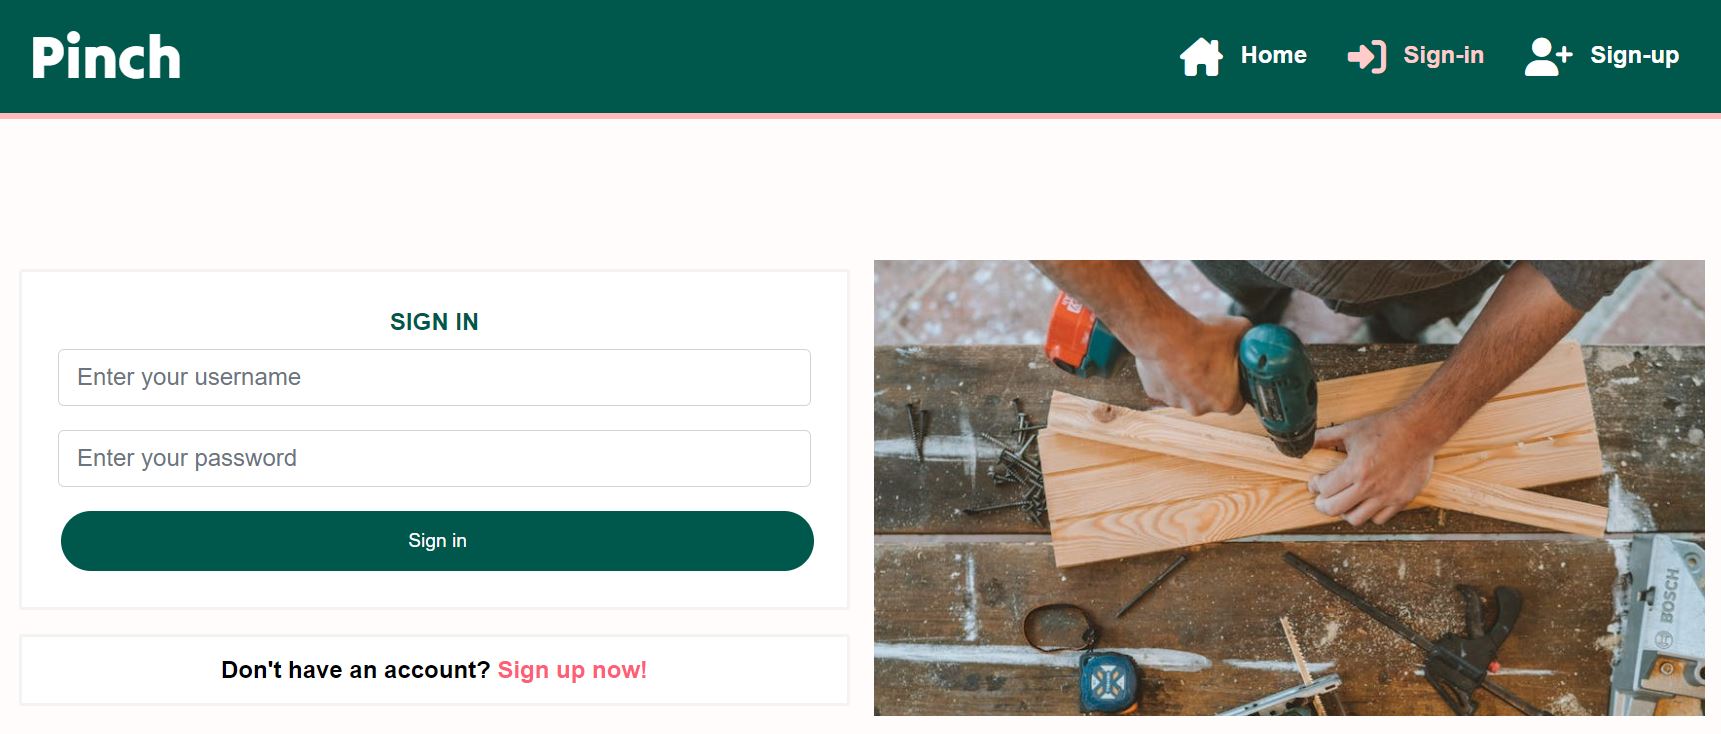 Pinch
Home
Sign-in
Sign-up
SIGN IN
Enter your username
Enter your password
Sign in
Don't have an account? Sign up now!
BOSCH